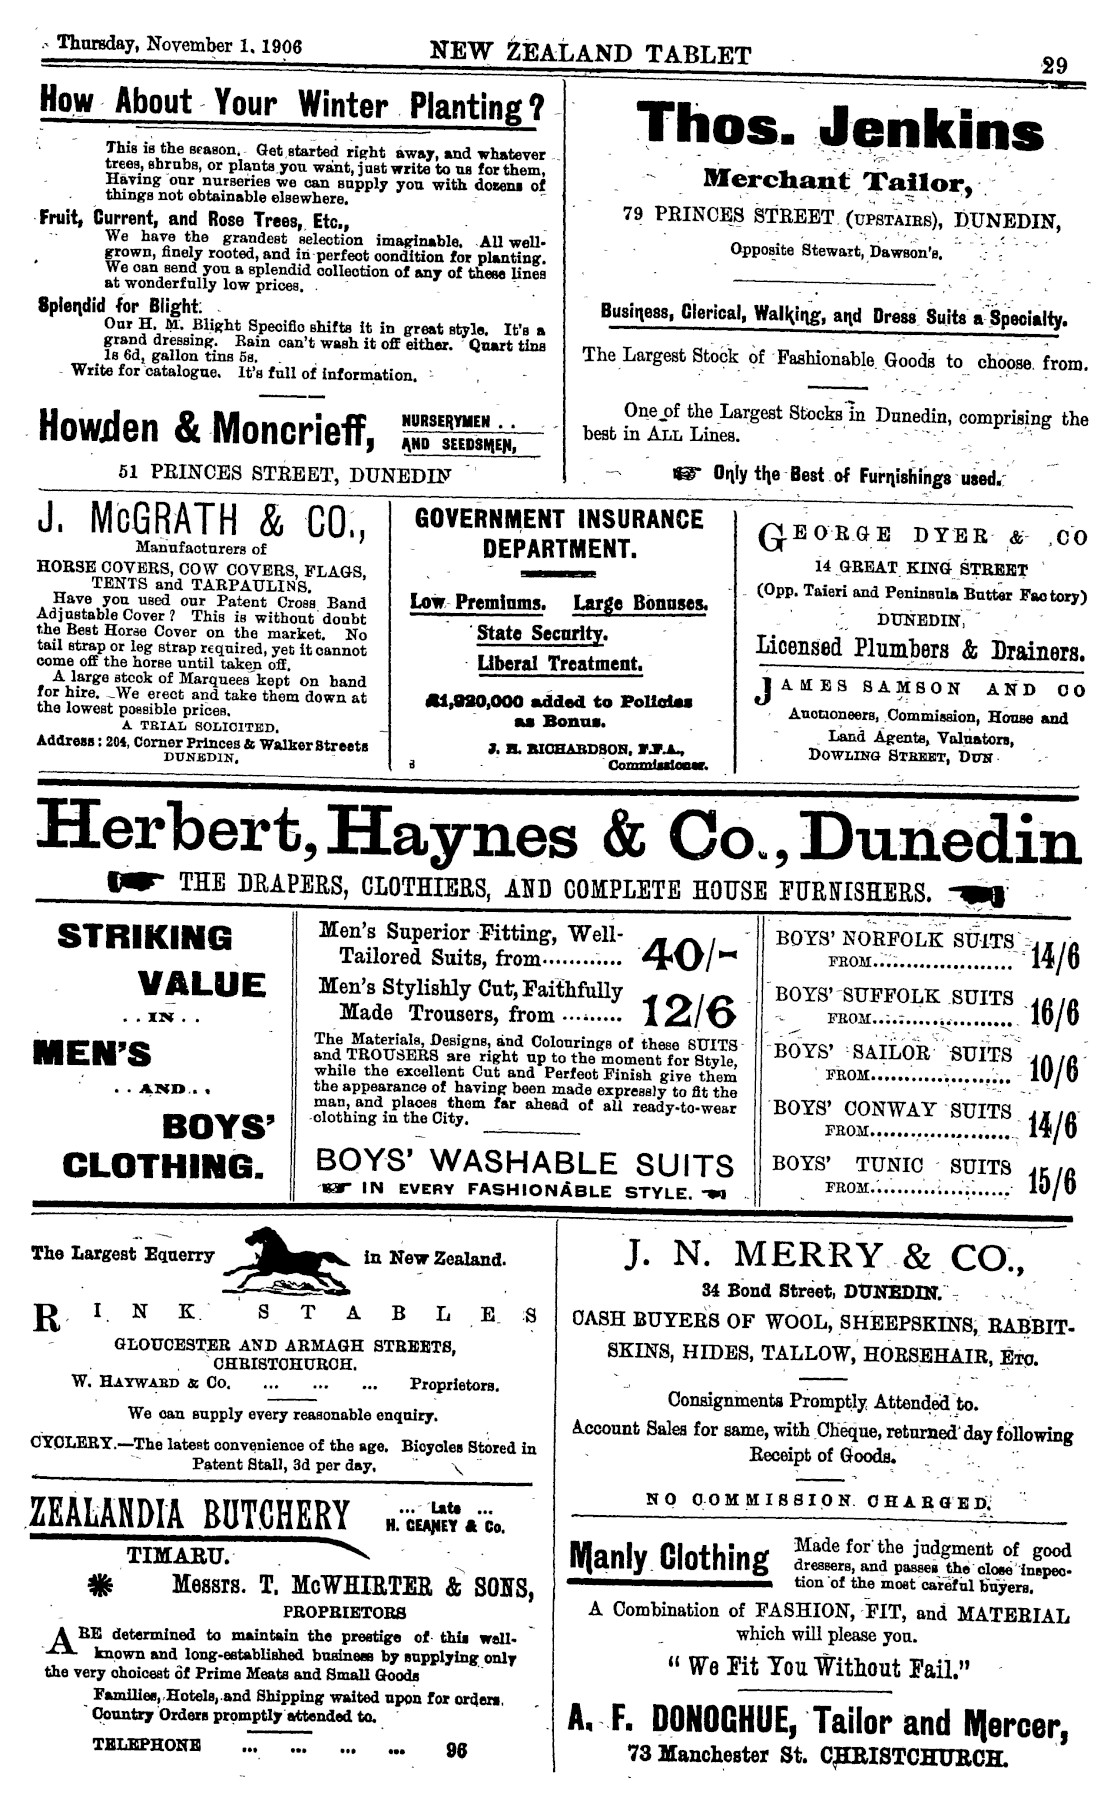 Thursday, November 1, 1906
NEW ZEALAND TABLET
29
How About Your Winter Planting?
This is the season. Get started right away, and whatever
trees, shrubs, or plants you want, just write to us for them,
Having our nurseries we can supply you with dozens of
things not obtainable elsewhere.
Fruit, Current, and Rose Trees, Etc.,
We have the grandest selection imaginable. All well-
grown, finely rooted, and in perfect condition for planting.
We can send you a splendid collection of any of these lines
at wonderfully low prices.
Splendid for Blight.
Our H. M. Blight Specific shifts it in great style. It's a
grand dressing. Rain can't wash it off either. Quart tins
1s 6d, gallon tins 5s.
Write for catalogue. It's full of information.
Howden & Moncrieff,
NURSERYMEN . .
AND SEEDSMEN,
51 PRINCES STREET, DUNEDIN
Thos. Jenkins
Merchant Tailor,
79 PRINCES STREET (UPSTAIRS), DUNEDIN,
Opposite Stewart, Dawson's.
Business, Clerical, Walking, and Dress Suits a Specialty.
The Largest Stock of Fashionable Goods to choose from.
One of the Largest Stocks in Dunedin, comprising the
best in ALL Lines.
☞ Only the Best of Furnishings used.
J. McGRATH & CO.,
Manufacturers of
HORSE COVERS, COW COVERS, FLAGS,
TENTS and TARPAULINS.
Have you used our Patent Cross Band
Adjustable Cover? This is without doubt
the Best Horse Cover on the market. No
tail strap or leg strap required, yet it cannot
come off the horse until taken off.
A large stock of Marquees kept on hand
for hire. We erect and take them down at
the lowest possible prices.
A TRIAL SOLICITED.
Address: 204, Corner Princes & Walker Streets
DUNEDIN.
GOVERNMENT INSURANCE
DEPARTMENT.
Low Premiums. Large Bonuses.
State Security.
Liberal Treatment.
£1,920,000 added to Policies
as Bonus.
J. H. RICHARDSON, F.F.A.,
Commissioner.
GEORGE DYER & CO
14 GREAT KING STREET
(Opp. Taieri and Peninsula Butter Factory)
DUNEDIN,
Licensed Plumbers & Drainers.
JAMES SAMSON AND CO
Auctioneers, Commission, House and
Land Agents, Valuators,
DOWLING STREET, DUN
Herbert, Haynes & Co., Dunedin
THE DRAPERS, CLOTHIERS, AND COMPLETE HOUSE FURNISHERS.
STRIKING
VALUE
. . IN . .
MEN'S
. . AND . .
BOYS'
CLOTHING.
Men's Superior Fitting, Well-
Tailored Suits, from............ 40/-
Men's Stylishly Cut, Faithfully
Made Trousers, from ......... 12/6
The Materials, Designs, and Colourings of these SUITS
and TROUSERS are right up to the moment for Style,
while the excellent Cut and Perfect Finish give them
the appearance of having been made expressly to fit the
man, and places them far ahead of all ready-to-wear
clothing in the City.
BOYS' WASHABLE SUITS
☞ IN EVERY FASHIONABLE STYLE. ☜
BOYS' NORFOLK SUITS
FROM..................... 14/6
BOYS' SUFFOLK SUITS
FROM..................... 16/6
BOYS' SAILOR SUITS
FROM..................... 10/6
BOYS' CONWAY SUITS
FROM..................... 14/6
BOYS' TUNIC SUITS
FROM..................... 15/6
The Largest Equerry in New Zealand.
RINK STABLES
GLOUCESTER AND ARMAGH STREETS,
CHRISTCHURCH.
W. HAYWARD & Co. ... ... ... Proprietors.
We can supply every reasonable enquiry.
CYCLERY.—The latest convenience of the age. Bicycles Stored in
Patent Stall, 3d per day.
ZEALANDIA BUTCHERY
... Late ...
H. CEANEY & Co.
TIMARU.
Messrs. T. McWHIRTER & SONS,
PROPRIETORS
ARE determined to maintain the prestige of this well-
known and long-established business by supplying only
the very choicest of Prime Meats and Small Goods
Families, Hotels, and Shipping waited upon for orders.
Country Orders promptly attended to.
TELEPHONE ... ... ... ... 96
J. N. MERRY & CO.,
34 Bond Street, DUNEDIN.
CASH BUYERS OF WOOL, SHEEPSKINS, RABBIT-
SKINS, HIDES, TALLOW, HORSEHAIR, ETC.
Consignments Promptly Attended to.
Account Sales for same, with Cheque, returned day following
Receipt of Goods.
NO COMMISSION CHARGED.
Manly Clothing
Made for the judgment of good
dressers, and passes the close inspec-
tion of the most careful buyers.
A Combination of FASHION, FIT, and MATERIAL
which will please you.
"We Fit You Without Fail."
A. F. DONOGHUE, Tailor and Mercer,
73 Manchester St. CHRISTCHURCH.